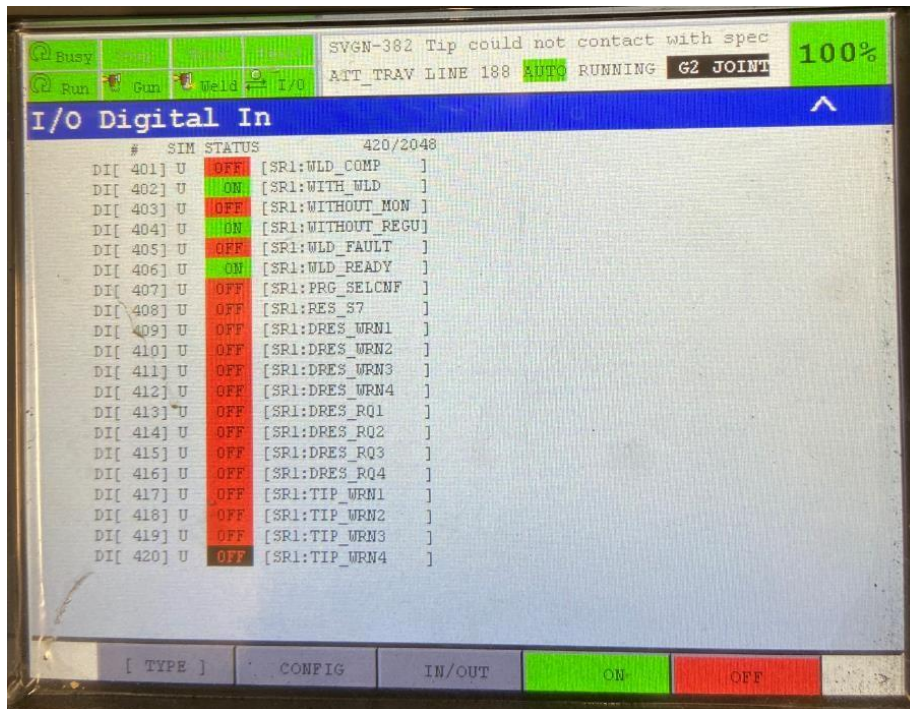 Busy
SVGN-382 Tip could not contact with spec
100%
Run Gun Weld I/O
ATT_TRAV LINE 188 AUTO RUNNING G2 JOINT
I/O Digital In
# SIM STATUS 420/2048
DI[ 401] U OFF [SR1:WLD_COMP ]
DI[ 402] U ON [SR1:WITH_WLD ]
DI[ 403] U OFF [SR1:WITHOUT_MON ]
DI[ 404] U ON [SR1:WITHOUT_REGU]
DI[ 405] U OFF [SR1:WLD_FAULT ]
DI[ 406] U ON [SR1:WLD_READY ]
DI[ 407] U OFF [SR1:PRG_SELCNF ]
DI[ 408] U OFF [SR1:RES_S7 ]
DI[ 409] U OFF [SR1:DRES_WRN1 ]
DI[ 410] U OFF [SR1:DRES_WRN2 ]
DI[ 411] U OFF [SR1:DRES_WRN3 ]
DI[ 412] U OFF [SR1:DRES_WRN4 ]
DI[ 413] U OFF [SR1:DRES_RQ1 ]
DI[ 414] U OFF [SR1:DRES_RQ2 ]
DI[ 415] U OFF [SR1:DRES_RQ3 ]
DI[ 416] U OFF [SR1:DRES_RQ4 ]
DI[ 417] U OFF [SR1:TIP_WRN1 ]
DI[ 418] U OFF [SR1:TIP_WRN2 ]
DI[ 419] U OFF [SR1:TIP_WRN3 ]
DI[ 420] U OFF [SR1:TIP_WRN4 ]
[ TYPE ] CONFIG IN/OUT ON OFF >